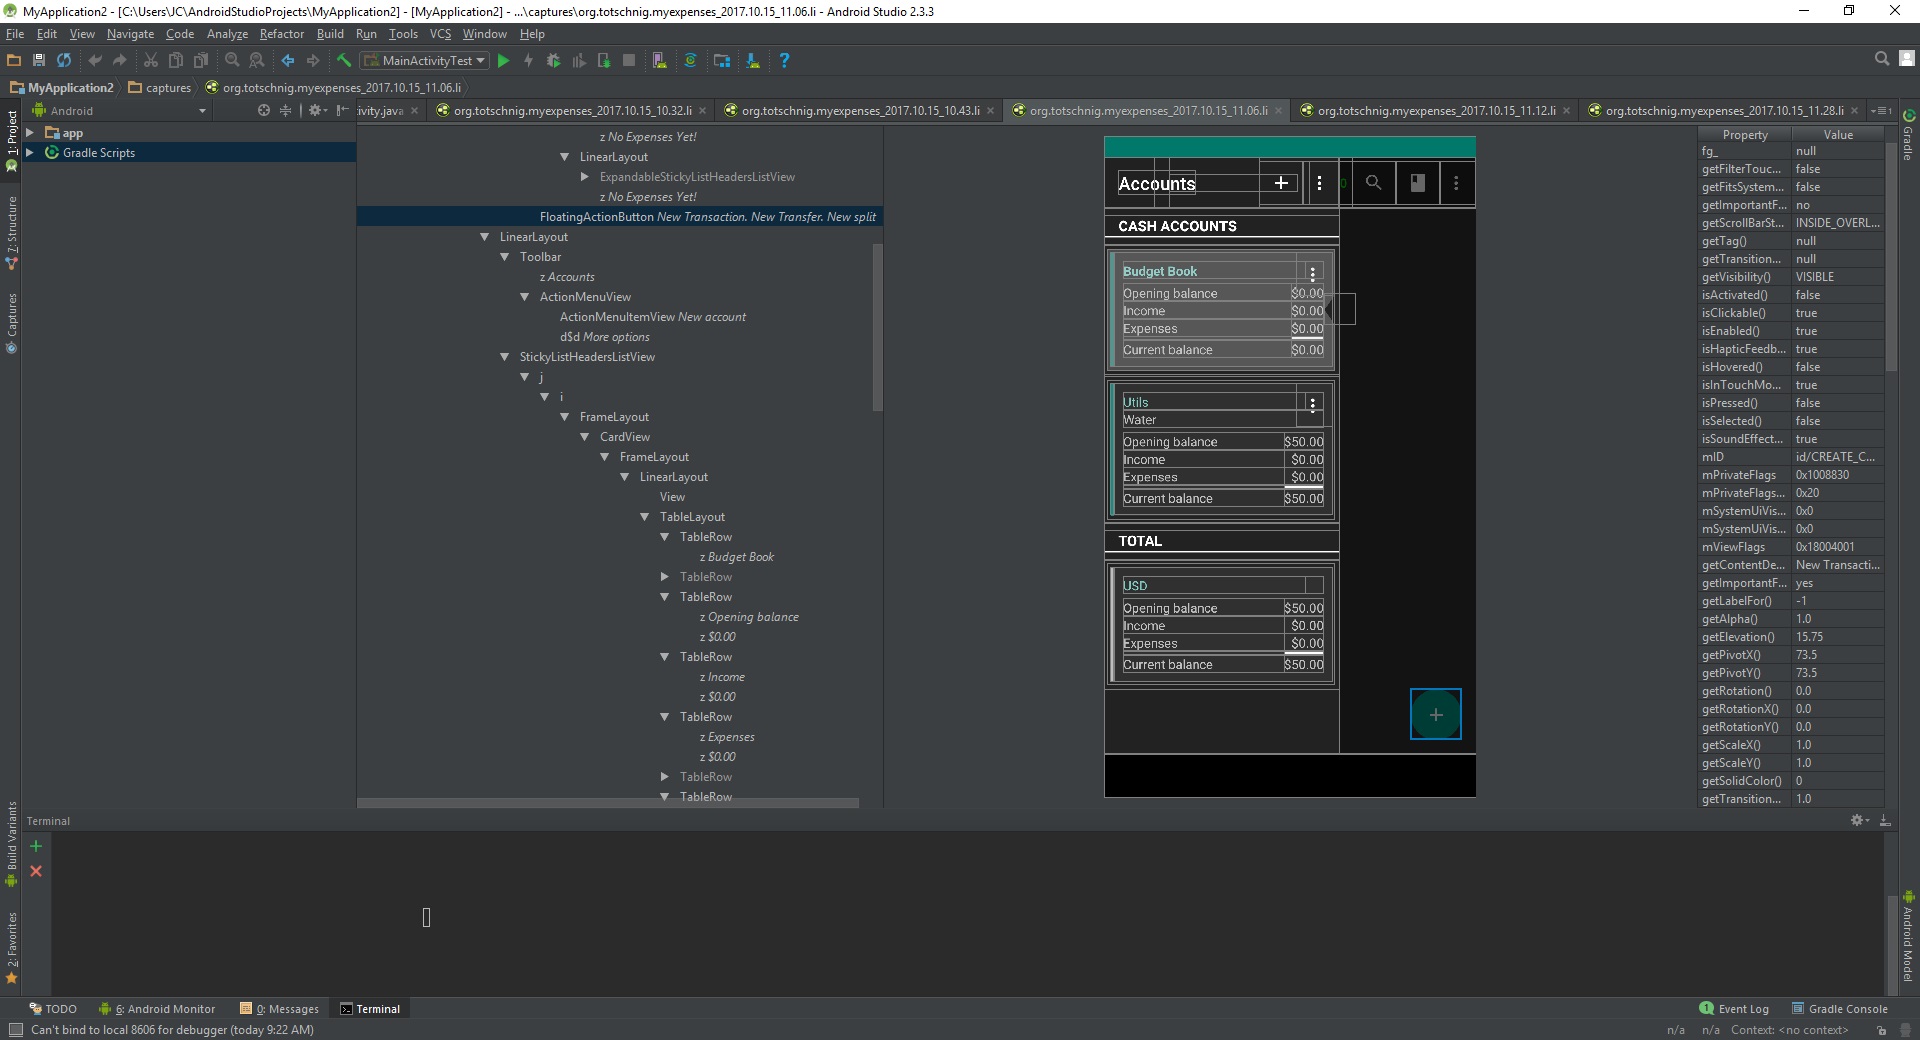 MyApplication2 - [C:\Users\JC\AndroidStudioProjects\MyApplication2] - [MyApplication2] - ...\captures\org.totschnig.myexpenses_2017.10.15_11.06.li - Android Studio 2.3.3
File Edit View Navigate Code Analyze Refactor Build Run Tools VCS Window Help
MainActivityTest
MyApplication2 captures org.totschnig.myexpenses_2017.10.15_11.06.li
Android
tivity.java org.totschnig.myexpenses_2017.10.15_10.32.li org.totschnig.myexpenses_2017.10.15_10.43.li org.totschnig.myexpenses_2017.10.15_11.06.li org.totschnig.myexpenses_2017.10.15_11.12.li org.totschnig.myexpenses_2017.10.15_11.28.li
1: Project
7: Structure
Captures
Build Variants
2: Favorites
app
Gradle Scripts
z No Expenses Yet!
LinearLayout
ExpandableStickyListHeadersListView
z No Expenses Yet!
FloatingActionButton New Transaction. New Transfer. New split
LinearLayout
Toolbar
z Accounts
ActionMenuView
ActionMenuItemView New account
d$d More options
StickyListHeadersListView
j
i
FrameLayout
CardView
FrameLayout
LinearLayout
View
TableLayout
TableRow
z Budget Book
TableRow
TableRow
z Opening balance
z $0.00
TableRow
z Income
z $0.00
TableRow
z Expenses
z $0.00
TableRow
TableRow
Accounts
CASH ACCOUNTS
Budget Book
Opening balance $0.00
Income $0.00
Expenses $0.00
Current balance $0.00
Utils
Water
Opening balance $50.00
Income $0.00
Expenses $0.00
Current balance $50.00
TOTAL
USD
Opening balance $50.00
Income $0.00
Expenses $0.00
Current balance $50.00
Property Value
fg_ null
getFilterTouc... false
getFitsSystem... false
getImportantF... no
getScrollBarSt... INSIDE_OVERL...
getTag() null
getTransition... null
getVisibility() VISIBLE
isActivated() false
isClickable() true
isEnabled() true
isHapticFeedb... true
isHovered() false
isInTouchMo... true
isPressed() false
isSelected() false
isSoundEffect... true
mID id/CREATE_C...
mPrivateFlags 0x1008830
mPrivateFlags... 0x20
mSystemUiVis... 0x0
mSystemUiVis... 0x0
mViewFlags 0x18004001
getContentDe... New Transacti...
getImportantF... yes
getLabelFor() -1
getAlpha() 1.0
getElevation() 15.75
getPivotX() 73.5
getPivotY() 73.5
getRotation() 0.0
getRotationX() 0.0
getRotationY() 0.0
getScaleX() 1.0
getScaleY() 1.0
getSolidColor() 0
getTransition... 1.0
Gradle
Android Model
Terminal
TODO 6: Android Monitor 0: Messages Terminal 1 Event Log Gradle Console
Can't bind to local 8606 for debugger (today 9:22 AM) n/a n/a Context: <no context>